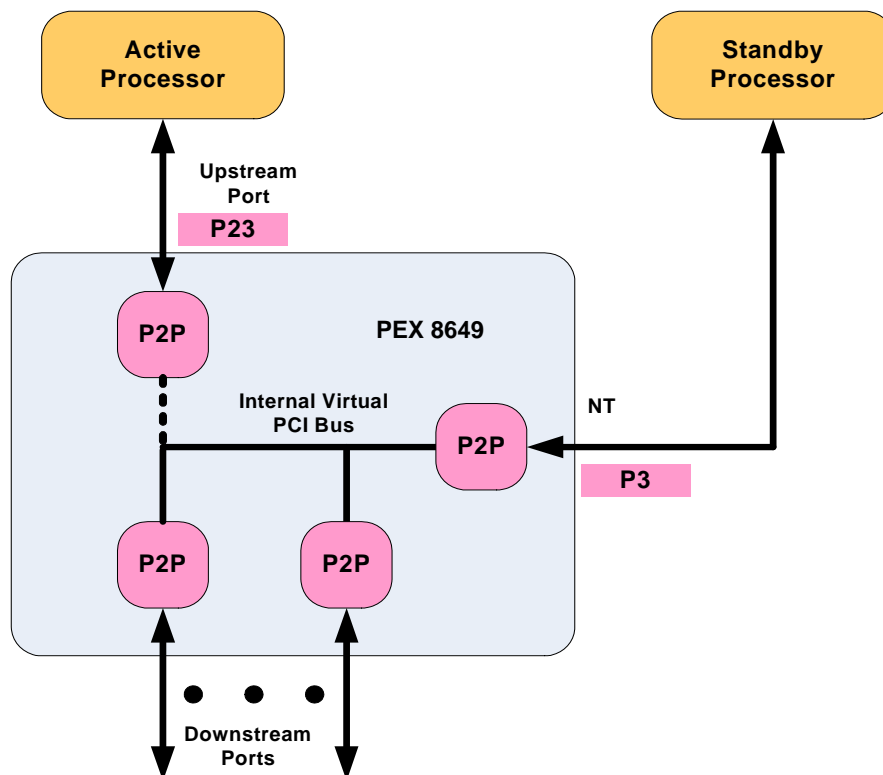 Active
Processor
Standby
Processor
Upstream
Port
P23
P2P
PEX 8649
Internal Virtual
PCI Bus
NT
P2P
P3
P2P
P2P
Downstream
Ports